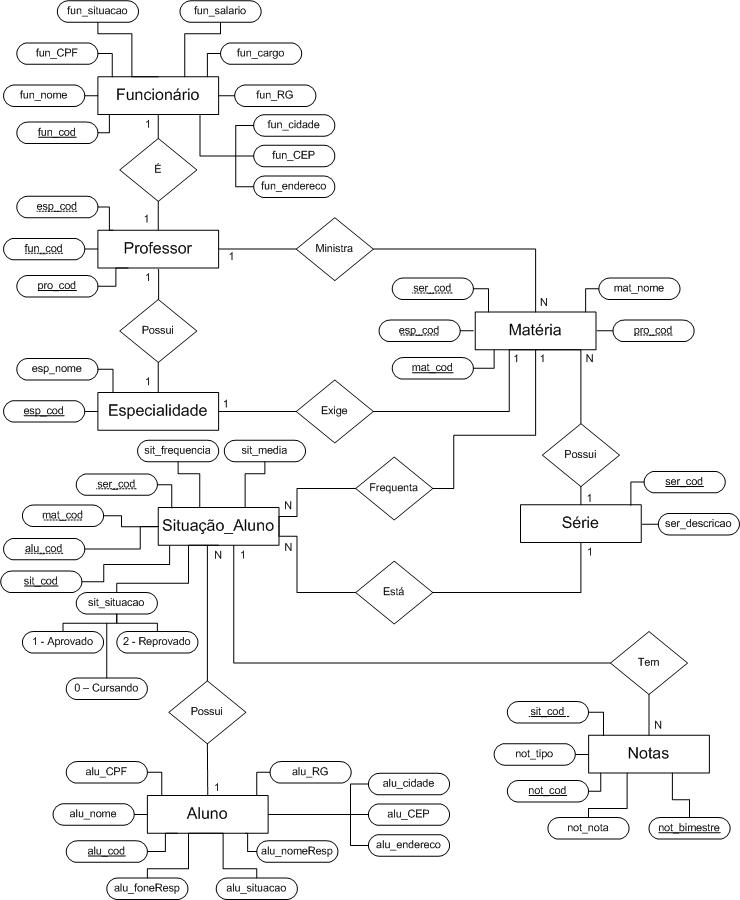 fun_situacao
fun_salario
fun_CPF
fun_cargo
fun_nome
Funcionário
fun_RG
fun_cod
fun_cidade
1
fun_CEP
É
fun_endereco
esp_cod
1
fun_cod
Professor
1
Ministra
pro_cod
1
ser_cod
mat_nome
N
Possui
esp_cod
Matéria
pro_cod
esp_nome
1
mat_cod
1
1
N
esp_cod
Especialidade
1
Exige
sit_frequencia
sit_media
Possui
ser_cod
Frequenta
ser_cod
N
1
mat_cod
Situação_Aluno
Série
ser_descricao
alu_cod
N
1
N
1
sit_cod
Está
sit_situacao
1 - Aprovado
2 - Reprovado
Tem
0 – Cursando
Possui
sit_cod
N
not_tipo
Notas
alu_CPF
alu_RG
alu_cidade
1
not_cod
alu_nome
Aluno
alu_CEP
not_nota
not_bimestre
alu_cod
alu_nomeResp
alu_endereco
alu_foneResp
alu_situacao